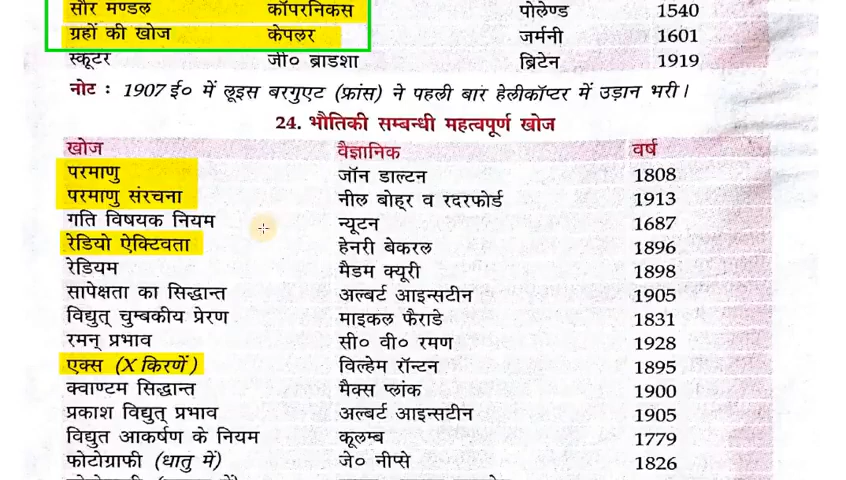 सौर मण्डल कॉपरनिकस पोलेण्ड 1540
ग्रहों की खोज केपलर जर्मनी 1601
स्कूटर जी० ब्राडशा ब्रिटेन 1919
नोट : 1907 ई० में लूइस बरगुएट (फ्रांस) ने पहली बार हेलीकॉप्टर में उड़ान भरी।
24. भौतिकी सम्बन्धी महत्वपूर्ण खोज
खोज वैज्ञानिक वर्ष
परमाणु जॉन डाल्टन 1808
परमाणु संरचना नील बोहर व रदरफोर्ड 1913
गति विषयक नियम न्यूटन 1687
रेडियो ऐक्टिवता हेनरी बेकरल 1896
रेडियम मैडम क्यूरी 1898
सापेक्षता का सिद्धान्त अल्बर्ट आइन्सटीन 1905
विद्युत् चुम्बकीय प्रेरण माइकल फैराडे 1831
रमन् प्रभाव सी० वी० रमण 1928
एक्स (X किरणें) विल्हेम रॉन्टन 1895
क्वाण्टम सिद्धान्त मैक्स प्लांक 1900
प्रकाश विद्युत् प्रभाव अल्बर्ट आइन्सटीन 1905
विद्युत आकर्षण के नियम कूलम्ब 1779
फोटोग्राफी (धातु में) जे० नीप्से 1826